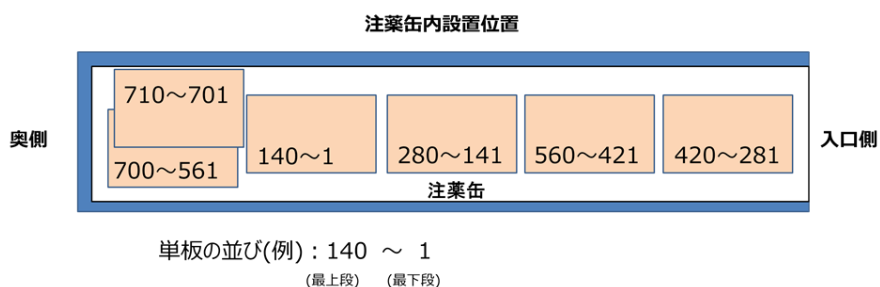 注薬缶内設置位置
710～701
奥側
700～561
140～1
280～141
560～421
420～281
入口側
注薬缶
単板の並び(例)：140 ～ 1
(最上段) (最下段)